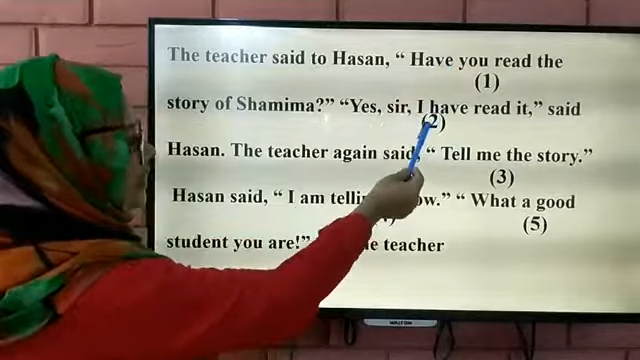 The teacher said to Hasan, “ Have you read the
(1)
story of Shamima?” “Yes, sir, I have read it,” said
(2)
Hasan. The teacher again said, “ Tell me the story.”
(3)
Hasan said, “ I am telli ow.” “ What a good
(5)
student you are!” teacher
WALTON